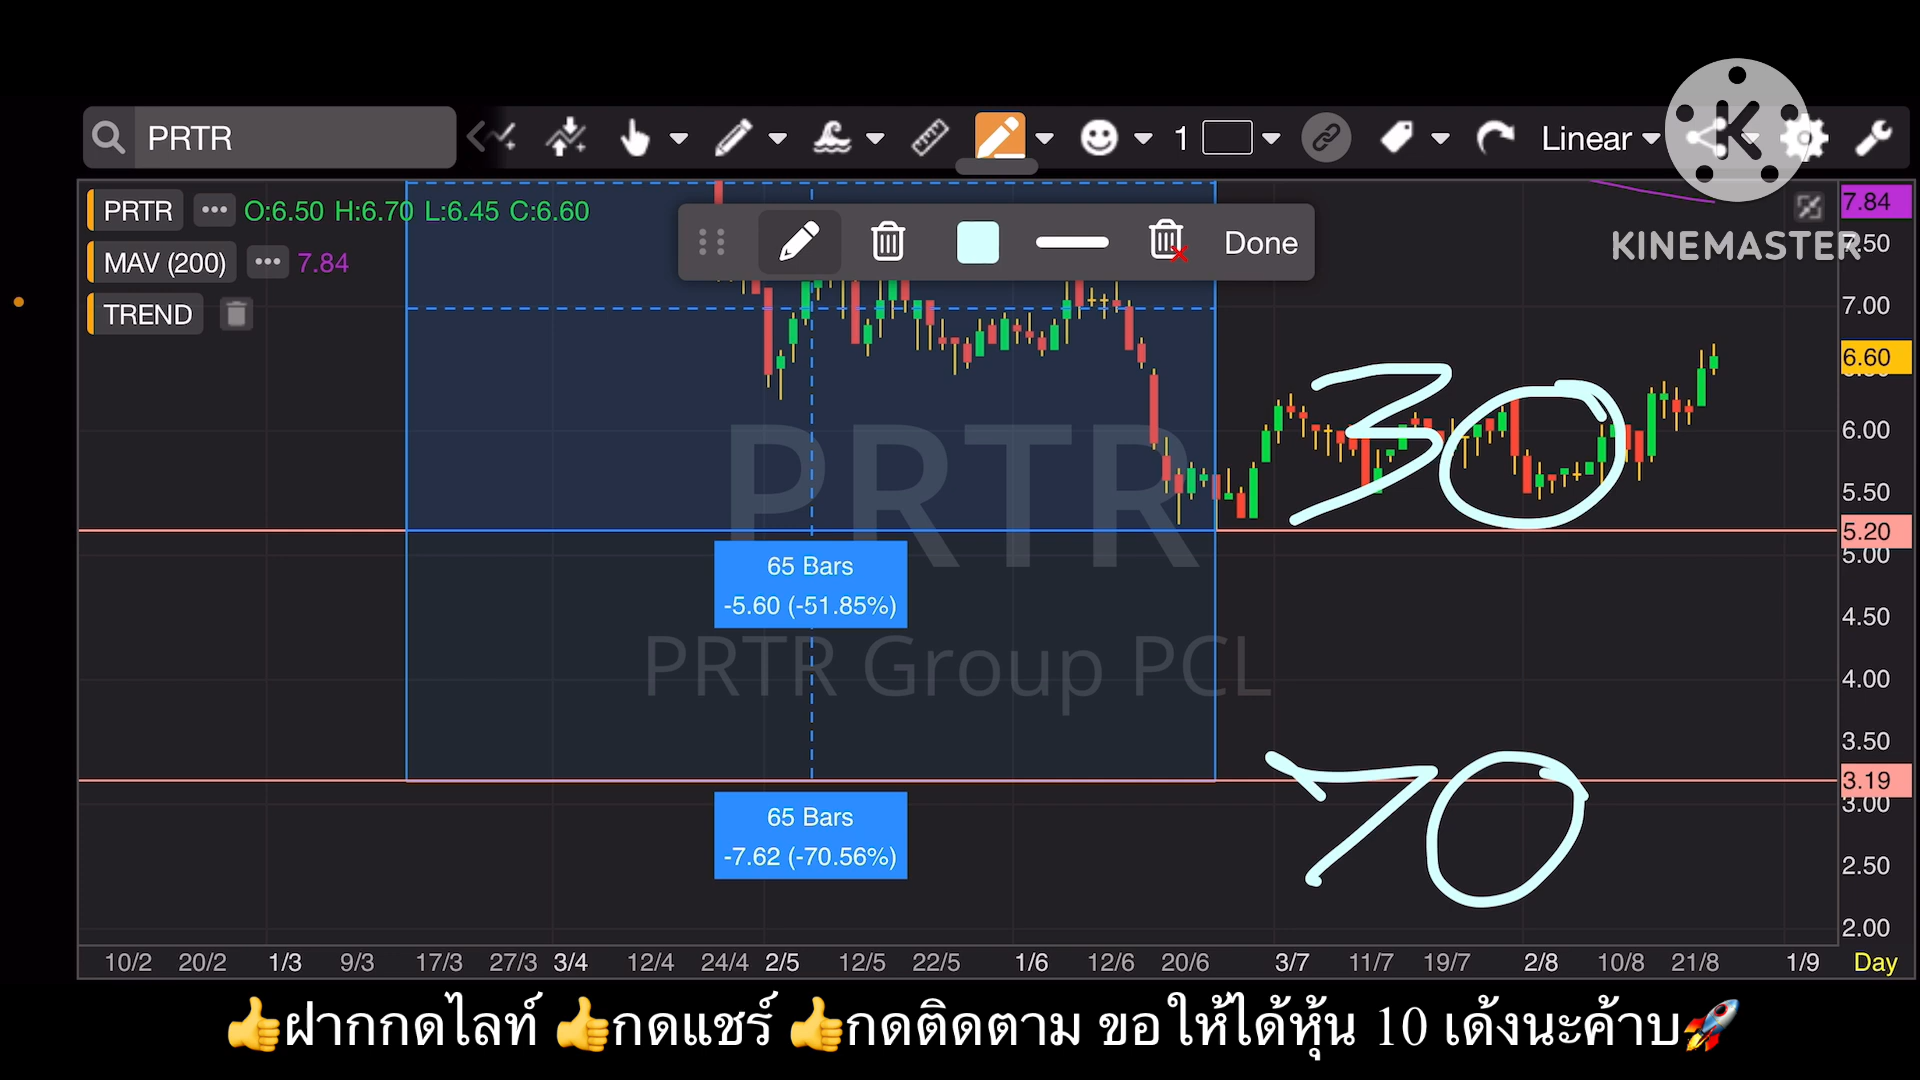 PRTR
1
Linear
KINEMASTER
PRTR ••• O:6.50 H:6.70 L:6.45 C:6.60
MAV (200) ••• 7.84
TREND
Done
7.84
7.50
7.00
6.60
6.00
5.50
5.20
5.00
4.50
4.00
3.50
3.19
3.00
2.50
2.00
PRTR
PRTR Group PCL
65 Bars
-5.60 (-51.85%)
65 Bars
-7.62 (-70.56%)
30
70
10/2 20/2 1/3 9/3 17/3 27/3 3/4 12/4 24/4 2/5 12/5 22/5 1/6 12/6 20/6 3/7 11/7 19/7 2/8 10/8 21/8 1/9 Day
👍ฝากกดไลท์ 👍กดแชร์ 👍กดติดตาม ขอให้ได้หุ้น 10 เด้งนะค้าบ🚀